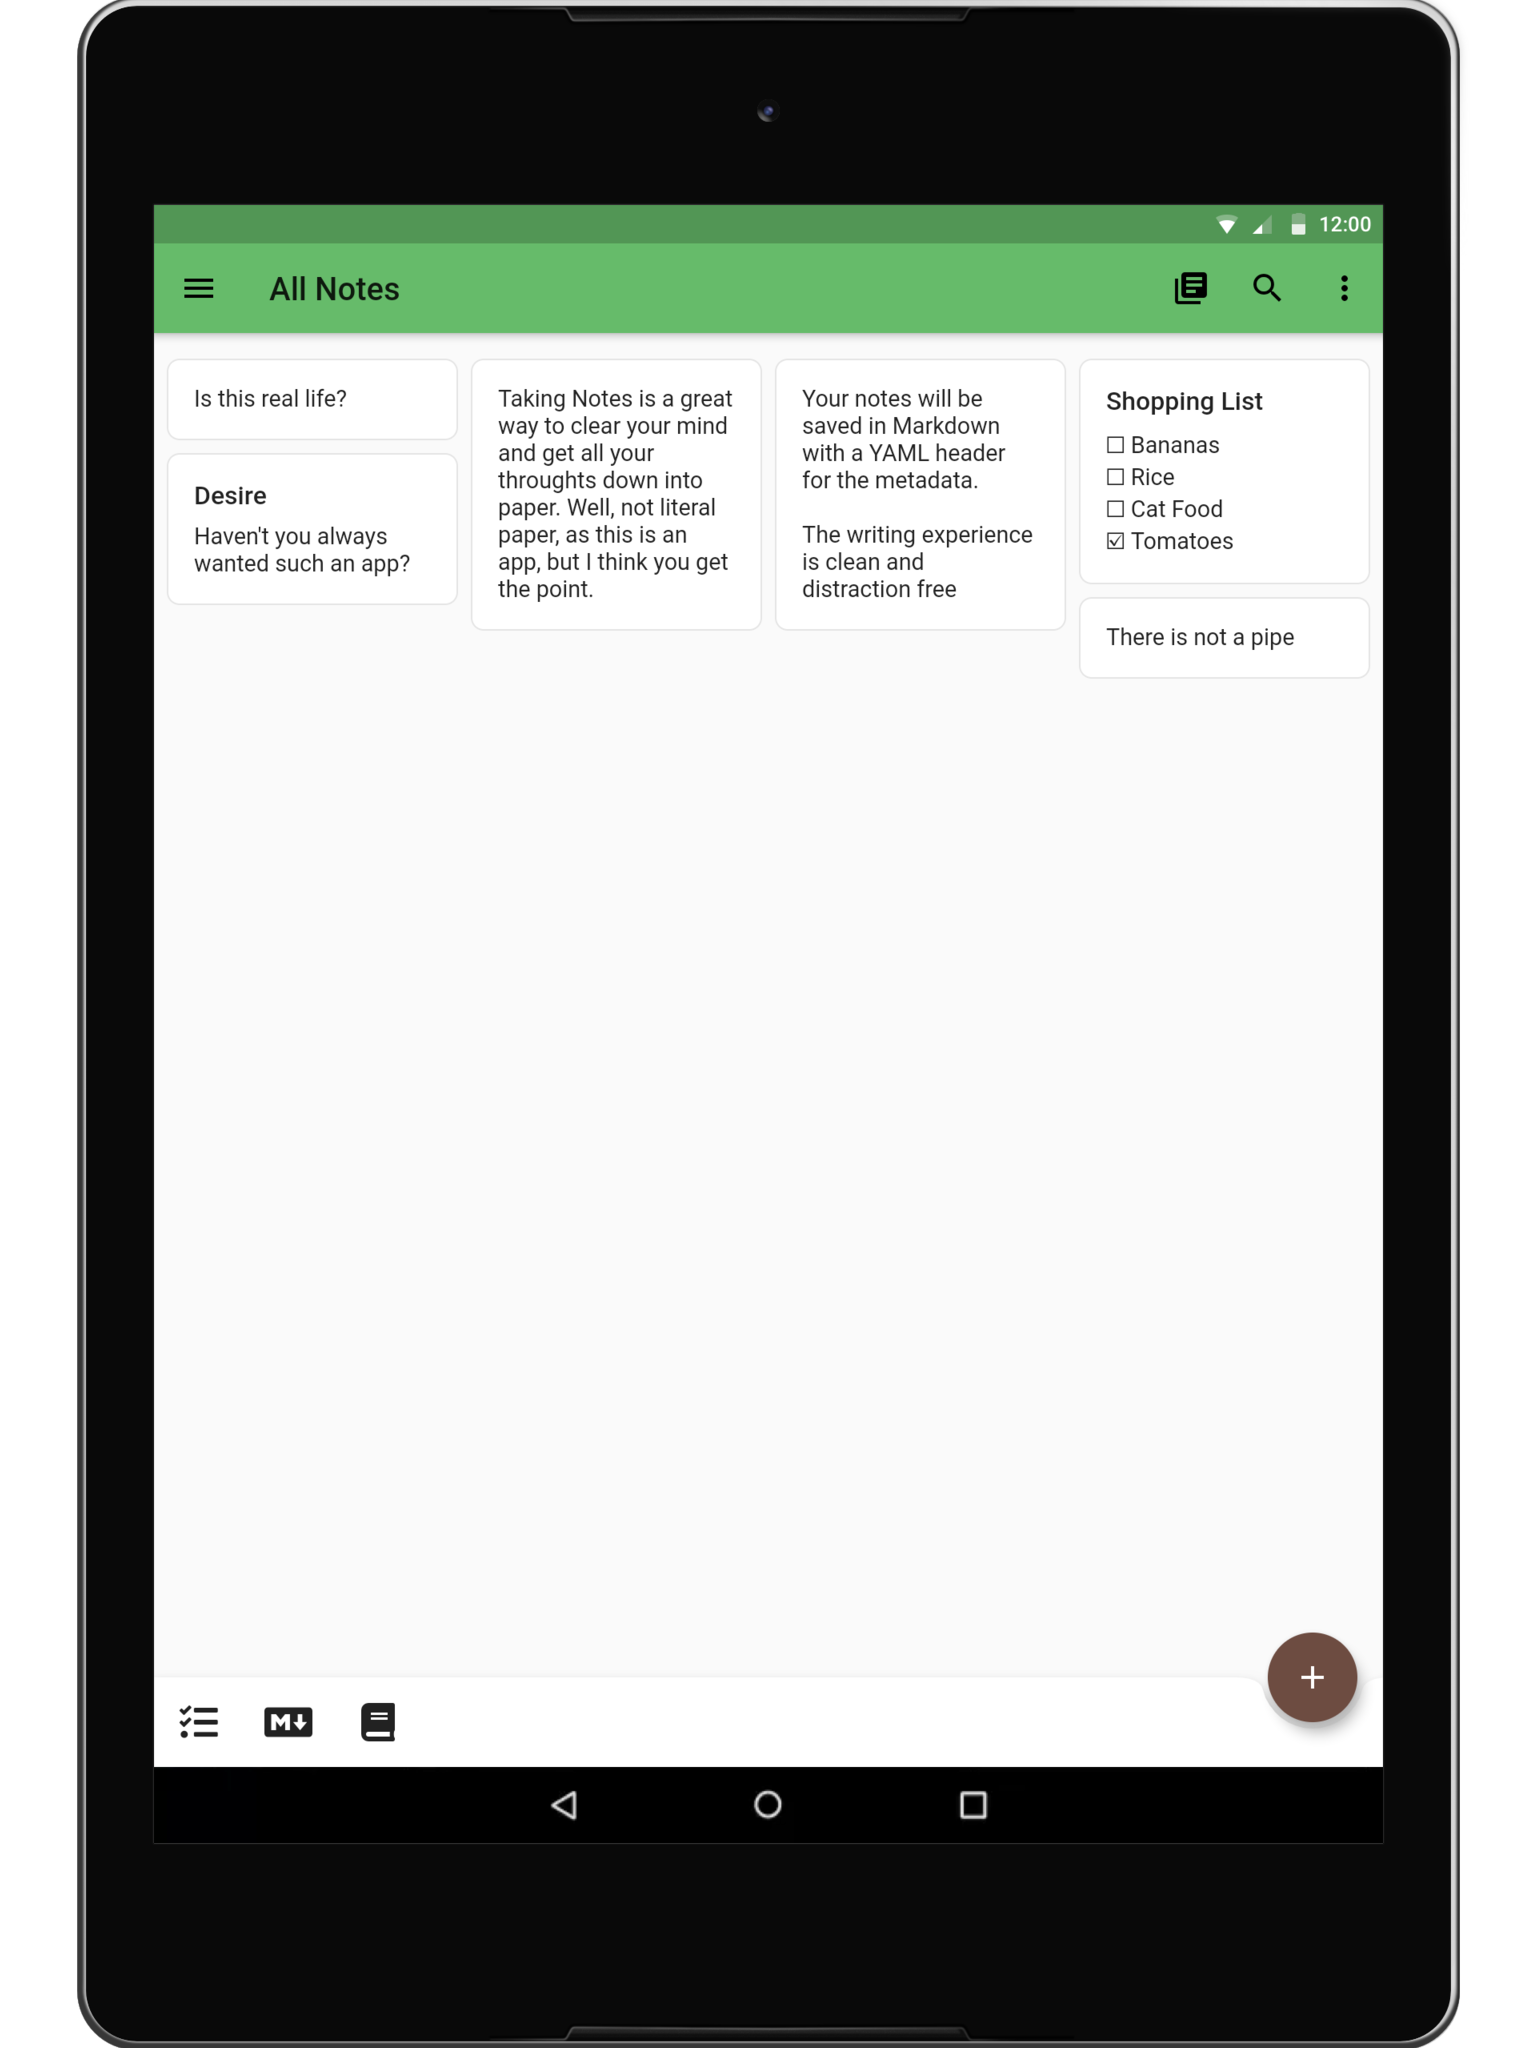 12:00
All Notes
Is this real life?
Desire
Haven't you always
wanted such an app?
Taking Notes is a great
way to clear your mind
and get all your
throughts down into
paper. Well, not literal
paper, as this is an
app, but I think you get
the point.
Your notes will be
saved in Markdown
with a YAML header
for the metadata.
The writing experience
is clean and
distraction free
Shopping List
☐ Bananas
☐ Rice
☐ Cat Food
☑ Tomatoes
There is not a pipe
M